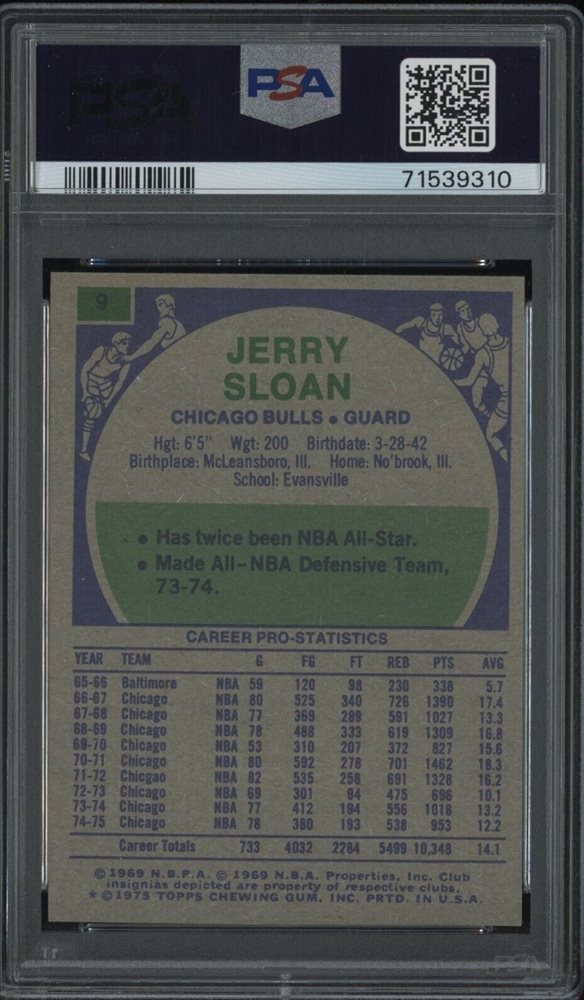 PSA
PSA
71539310
9
JERRY
SLOAN
CHICAGO BULLS • GUARD
Hgt: 6'5" Wgt: 200 Birthdate: 3-28-42
Birthplace: McLeansboro, Ill. Home: No'brook, Ill.
School: Evansville
• Has twice been NBA All-Star.
• Made All-NBA Defensive Team,
73-74.
CAREER PRO-STATISTICS
YEAR TEAM G FG FT REB PTS AVG
65-66 Baltimore NBA 59 120 98 230 338 5.7
66-67 Chicago NBA 80 525 340 726 1390 17.4
67-68 Chicago NBA 77 369 289 591 1027 13.3
68-69 Chicago NBA 78 488 333 619 1309 16.8
69-70 Chicago NBA 53 310 207 372 827 15.6
70-71 Chicago NBA 80 592 278 701 1462 18.3
71-72 Chicgao NBA 82 535 258 691 1328 16.2
72-73 Chicago NBA 69 301 94 475 696 10.1
73-74 Chicago NBA 77 412 194 556 1018 13.2
74-75 Chicago NBA 78 380 193 538 953 12.2
Career Totals 733 4032 2284 5499 10,348 14.1
©1969 N.B.P.A. © 1969 N.B.A. Properties, Inc. Club
insignias depicted are property of respective clubs.
* ©1975 TOPPS CHEWING GUM, INC. PRTD. IN U.S.A.
PSA